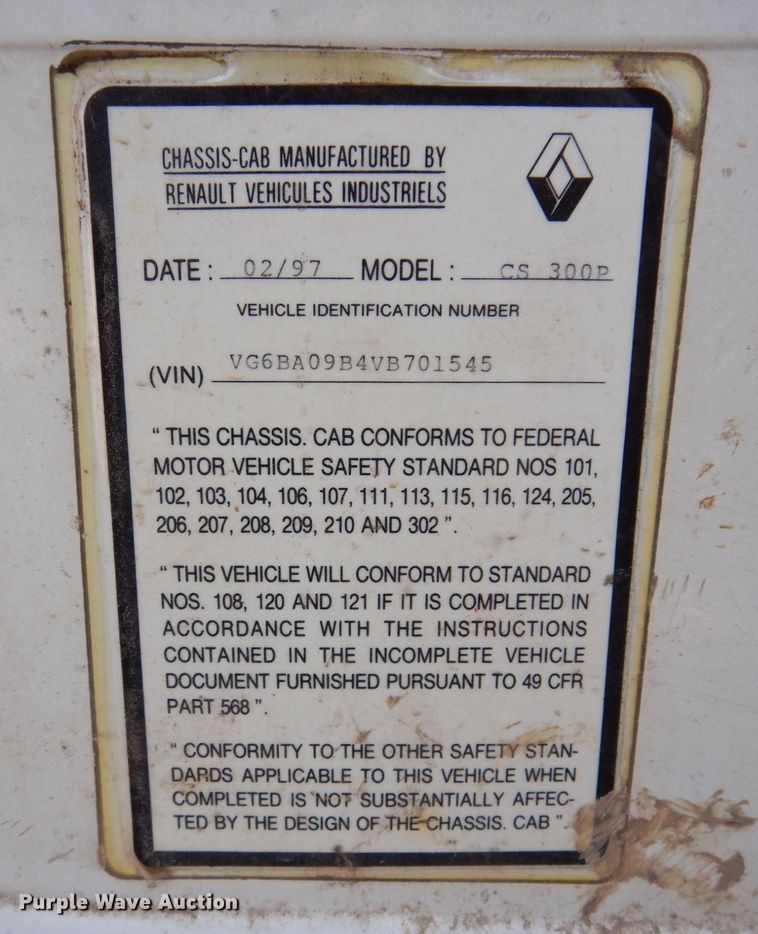 CHASSIS-CAB MANUFACTURED BY
RENAULT VEHICULES INDUSTRIELS
DATE : 02/97 MODEL : CS 300P
VEHICLE IDENTIFICATION NUMBER
(VIN) VG6BA09B4VB701545
“ THIS CHASSIS. CAB CONFORMS TO FEDERAL
MOTOR VEHICLE SAFETY STANDARD NOS 101,
102, 103, 104, 106, 107, 111, 113, 115, 116, 124, 205,
206, 207, 208, 209, 210 AND 302 ”.
“ THIS VEHICLE WILL CONFORM TO STANDARD
NOS. 108, 120 AND 121 IF IT IS COMPLETED IN
ACCORDANCE WITH THE INSTRUCTIONS
CONTAINED IN THE INCOMPLETE VEHICLE
DOCUMENT FURNISHED PURSUANT TO 49 CFR
PART 568 ”.
“ CONFORMITY TO THE OTHER SAFETY STAN-
DARDS APPLICABLE TO THIS VEHICLE WHEN
COMPLETED IS NOT SUBSTANTIALLY AFFEC-
TED BY THE DESIGN OF THE CHASSIS. CAB ”.
Purple Wave Auction